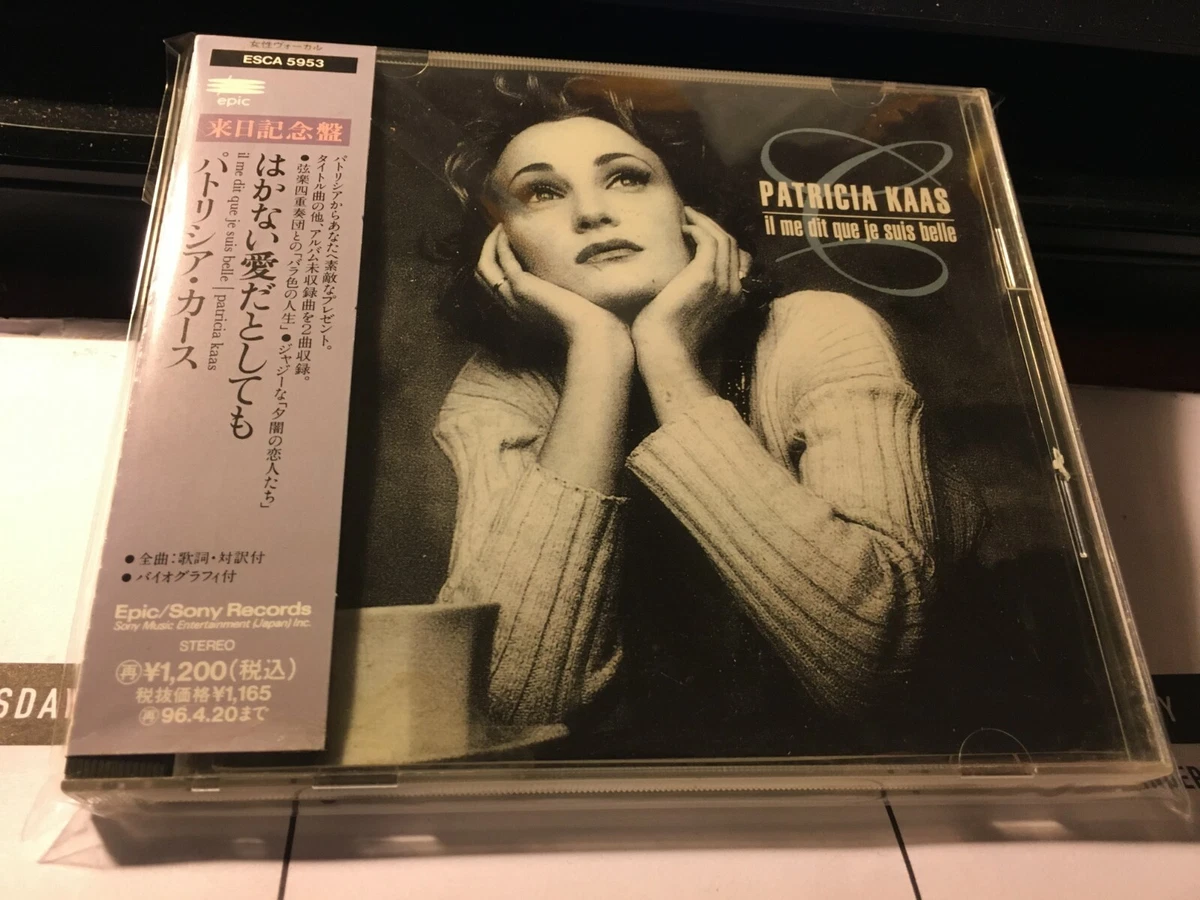 女性ヴォーカル
ESCA 5953
epic
来日記念盤
パトリシアからあなたへ素敵なプレゼント。
タイトル曲の他、アルバム未収録曲を2曲収録。
●弦楽四重奏団との「バラ色の人生」●ジャジーな「夕闇の恋人たち」
はかない愛だとしても
il me dit que je suis belle | patricia kaas
パトリシア・カース
●全曲:歌詞・対訳付
●バイオグラフィ付
Epic/Sony Records
Sony Music Entertainment (Japan) Inc.
STEREO
再¥1,200(税込)
税抜価格¥1,165
再96.4.20まで
PATRICIA KAAS
il me dit que je suis belle
SDAY
Y